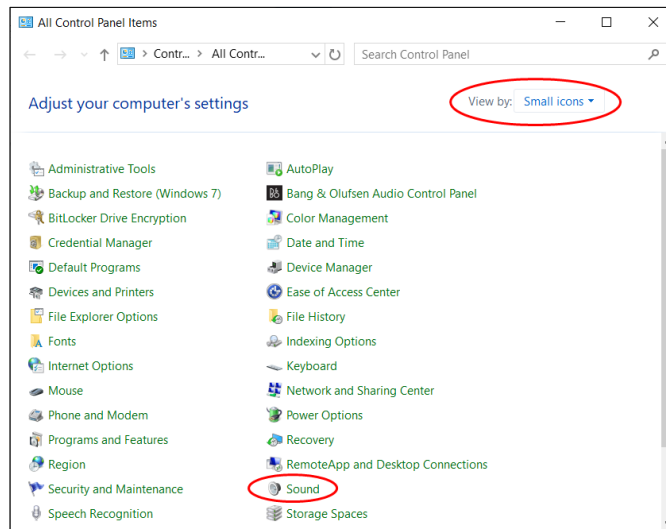 All Control Panel Items
Contr... > All Contr...
Search Control Panel
Adjust your computer's settings
View by: Small icons
Administrative Tools
AutoPlay
Backup and Restore (Windows 7)
Bang & Olufsen Audio Control Panel
BitLocker Drive Encryption
Color Management
Credential Manager
Date and Time
Default Programs
Device Manager
Devices and Printers
Ease of Access Center
File Explorer Options
File History
Fonts
Indexing Options
Internet Options
Keyboard
Mouse
Network and Sharing Center
Phone and Modem
Power Options
Programs and Features
Recovery
Region
RemoteApp and Desktop Connections
Security and Maintenance
Sound
Speech Recognition
Storage Spaces